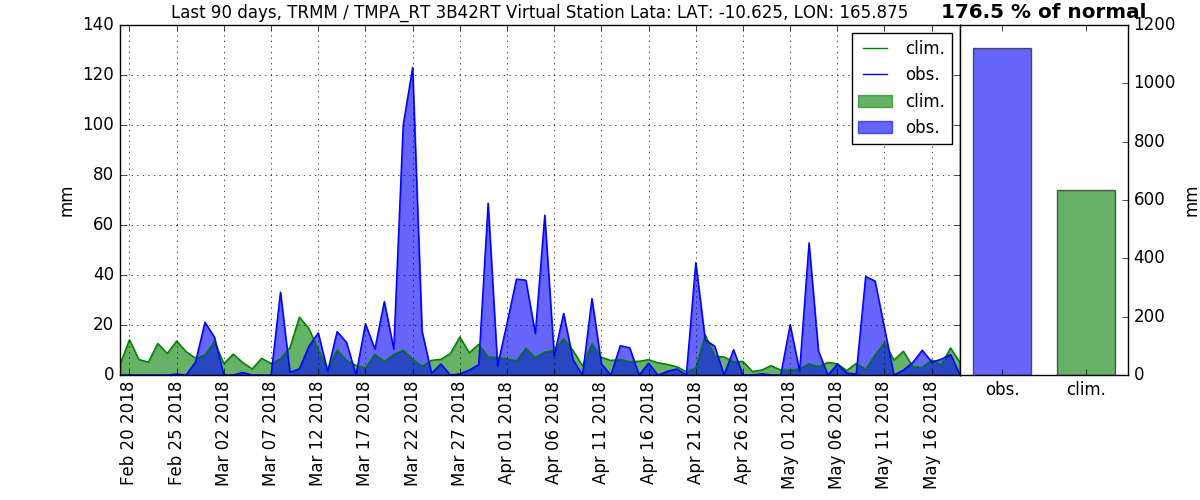 Last 90 days, TRMM / TMPA_RT 3B42RT Virtual Station Lata: LAT: -10.625, LON: 165.875
176.5 % of normal
140
120
100
80
60
40
20
0
mm
clim.
obs.
clim.
obs.
1200
1000
800
600
400
200
0
mm
obs.
clim.
Feb 20 2018
Feb 25 2018
Mar 02 2018
Mar 07 2018
Mar 12 2018
Mar 17 2018
Mar 22 2018
Mar 27 2018
Apr 01 2018
Apr 06 2018
Apr 11 2018
Apr 16 2018
Apr 21 2018
Apr 26 2018
May 01 2018
May 06 2018
May 11 2018
May 16 2018